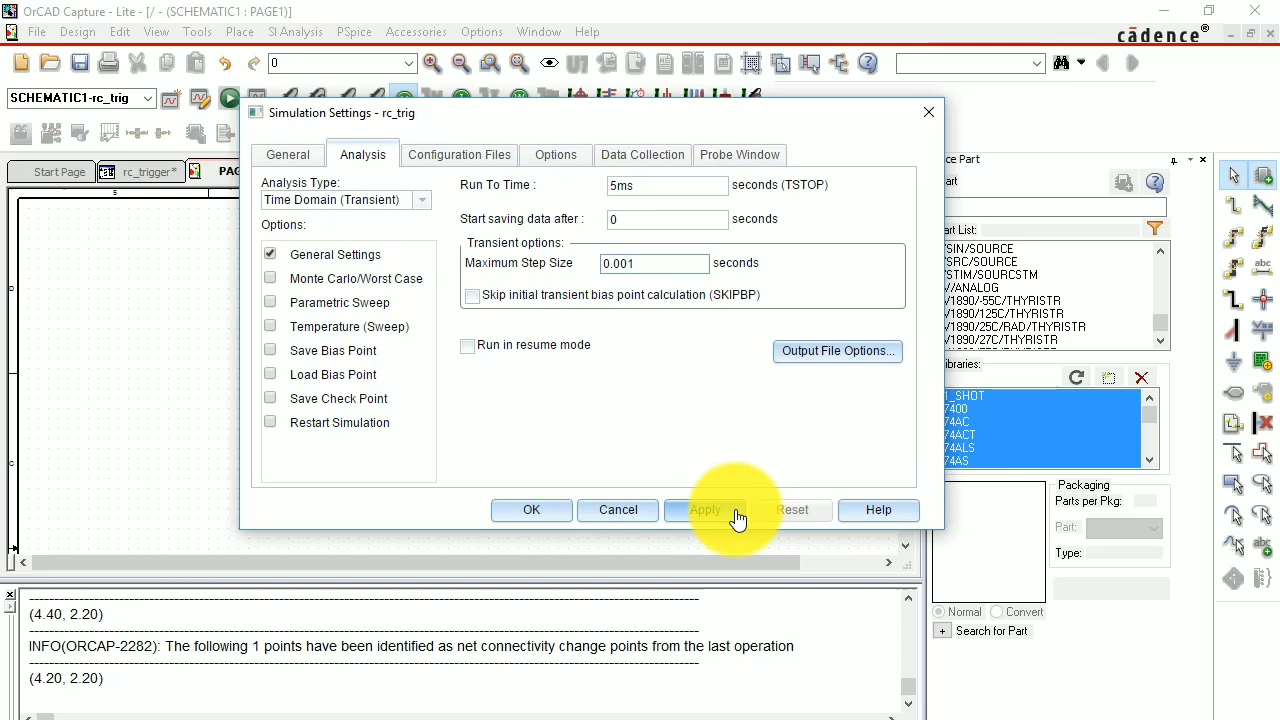 OrCAD Capture - Lite - [/ - (SCHEMATIC1 : PAGE1)]
File Design Edit View Tools Place SI Analysis PSpice Accessories Options Window Help
cādence®
0
SCHEMATIC1-rc_trig
Start Page
rc_trigger*
Simulation Settings - rc_trig
General
Analysis
Configuration Files
Options
Data Collection
Probe Window
Analysis Type:
Time Domain (Transient)
Options:
General Settings
Monte Carlo/Worst Case
Parametric Sweep
Temperature (Sweep)
Save Bias Point
Load Bias Point
Save Check Point
Restart Simulation
Run To Time : 5ms seconds (TSTOP)
Start saving data after : 0 seconds
Transient options:
Maximum Step Size 0.001 seconds
Skip initial transient bias point calculation (SKIPBP)
Run in resume mode
Output File Options...
OK
Cancel
Apply
Reset
Help
ce Part
art
art List:
/SIN/SOURCE
/SRC/SOURCE
/STIM/SOURCSTM
//ANALOG
/1890/-55C/THYRISTR
/1890/125C/THYRISTR
/1890/25C/RAD/THYRISTR
/1890/27C/THYRISTR
ibraries:
1_SHOT
7400
74AC
74ACT
74ALS
74AS
Packaging
Parts per Pkg:
Part:
Type:
Normal
Convert
+ Search for Part
(4.40, 2.20)
INFO(ORCAP-2282): The following 1 points have been identified as net connectivity change points from the last operation
(4.20, 2.20)